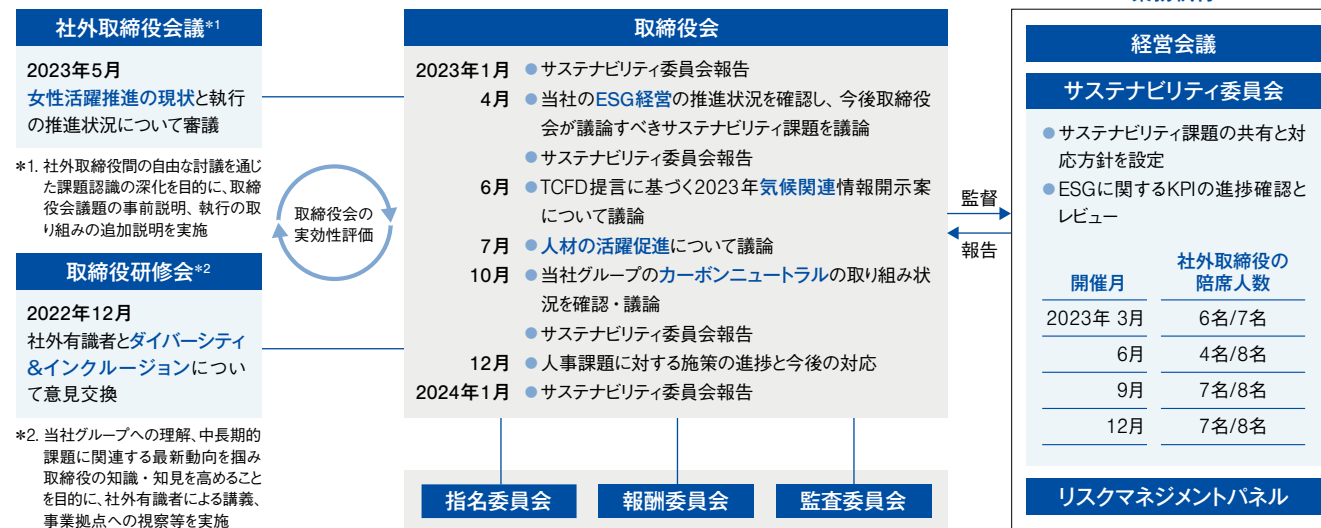 社外取締役会議*1
2023年5月
女性活躍推進の現状と執行
の推進状況について審議
*1. 社外取締役間の自由な討議を通じ
た課題認識の深化を目的に、取締
役会議題の事前説明、執行の取
り組みの追加説明を実施
取締役研修会*2
2022年12月
社外有識者とダイバーシティ
&インクルージョンについ
て意見交換
*2. 当社グループへの理解、中長期的
課題に関連する最新動向を掴み
取締役の知識・知見を高めること
を目的に、社外有識者による講義、
事業拠点への視察等を実施
取締役会の
実効性評価
取締役会
2023年1月 ●サステナビリティ委員会報告
4月 ●当社のESG経営の推進状況を確認し、今後取締役
会が議論すべきサステナビリティ課題を議論
●サステナビリティ委員会報告
6月 ●TCFD提言に基づく2023年気候関連情報開示案
について議論
7月 ●人材の活躍促進について議論
10月 ●当社グループのカーボンニュートラルの取り組み状
況を確認・議論
●サステナビリティ委員会報告
12月 ●人事課題に対する施策の進捗と今後の対応
2024年1月 ●サステナビリティ委員会報告
指名委員会 報酬委員会 監査委員会
監督
報告
経営会議
サステナビリティ委員会
●サステナビリティ課題の共有と対
応方針を設定
●ESGに関するKPIの進捗確認と
レビュー
開催月 社外取締役の
陪席人数
2023年 3月 6名/7名
6月 4名/8名
9月 7名/8名
12月 7名/8名
リスクマネジメントパネル